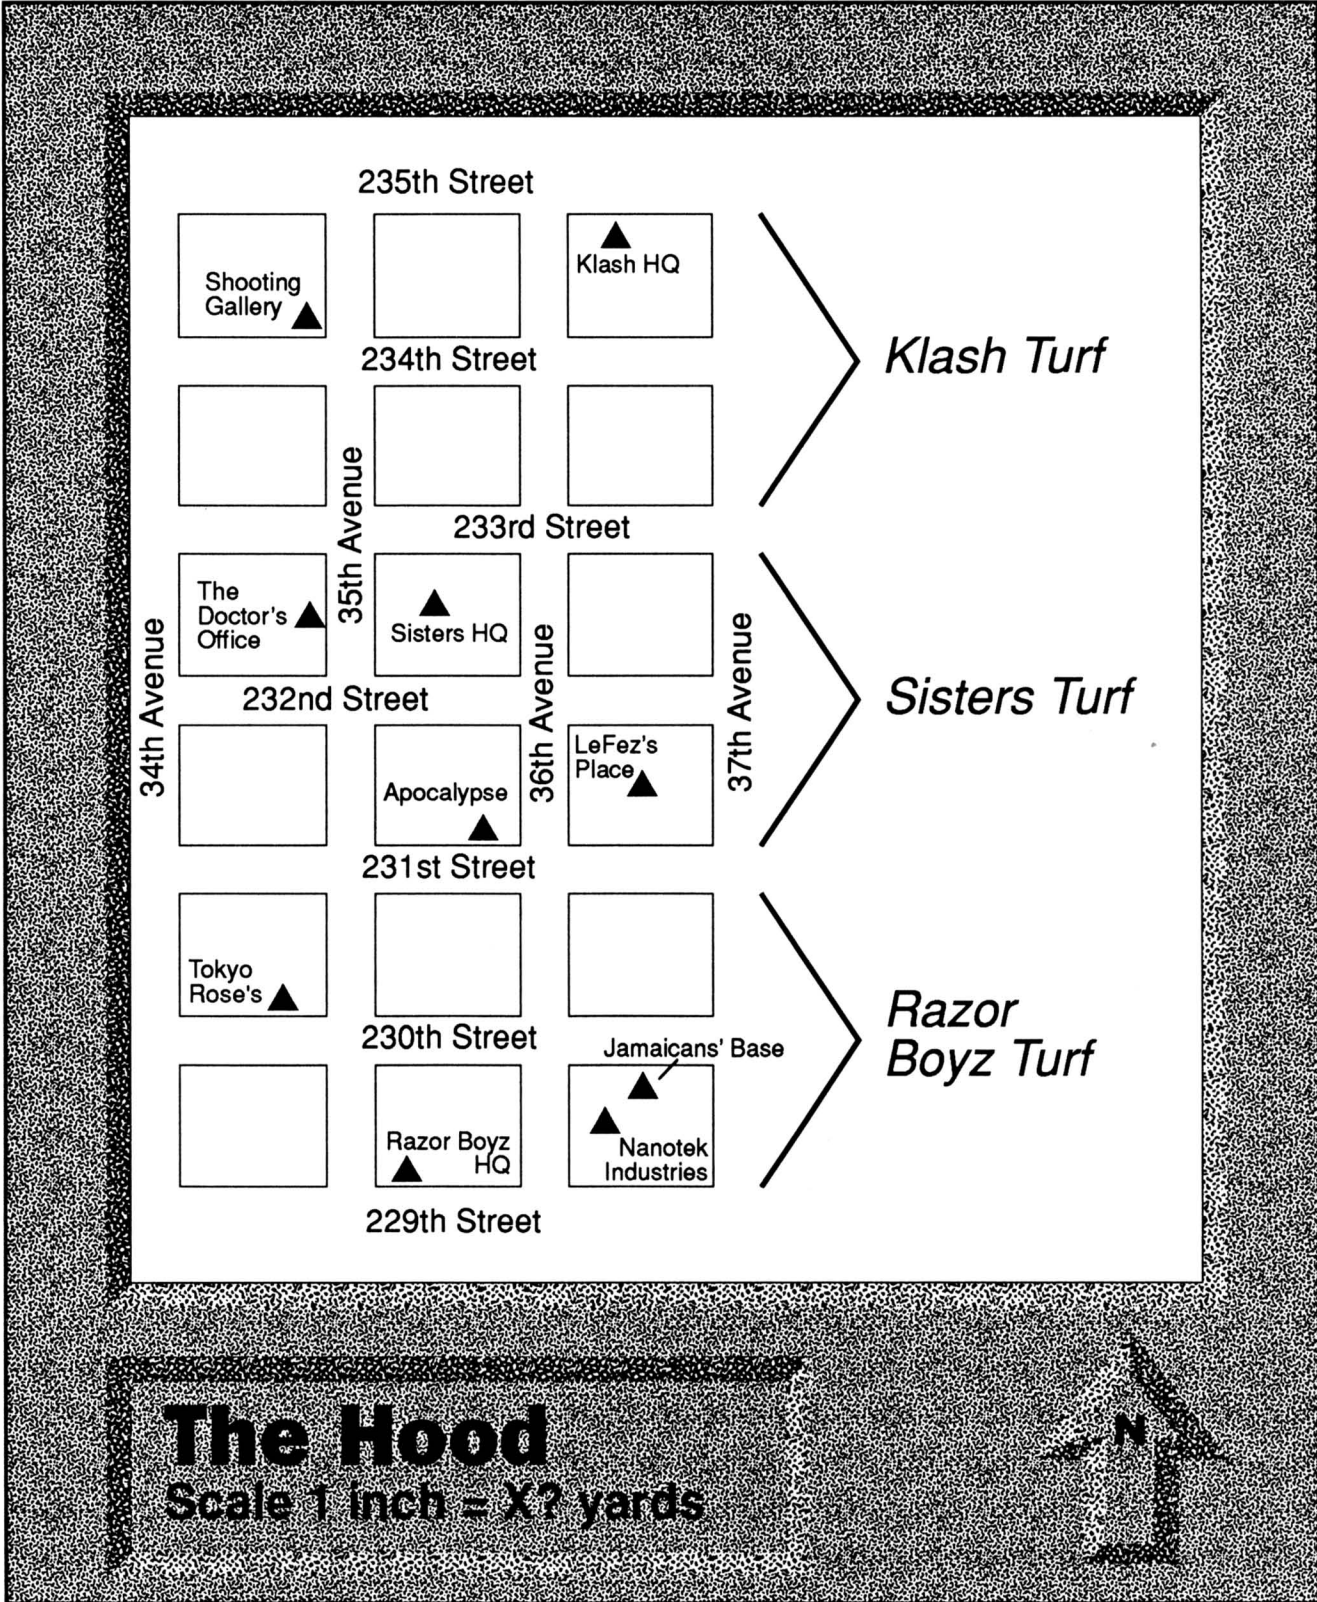 235th Street
Shooting
Gallery
Klash HQ
234th Street
Klash Turf
35th Avenue
233rd Street
The
Doctor's
Office
Sisters HQ
34th Avenue
232nd Street
36th Avenue
37th Avenue
Sisters Turf
LeFez's
Place
Apocalypse
231st Street
Tokyo
Rose's
230th Street
Razor
Boyz Turf
Jamaicans' Base
Razor Boyz
HQ
Nanotek
Industries
229th Street
The Hood
Scale 1 inch = X? yards
N